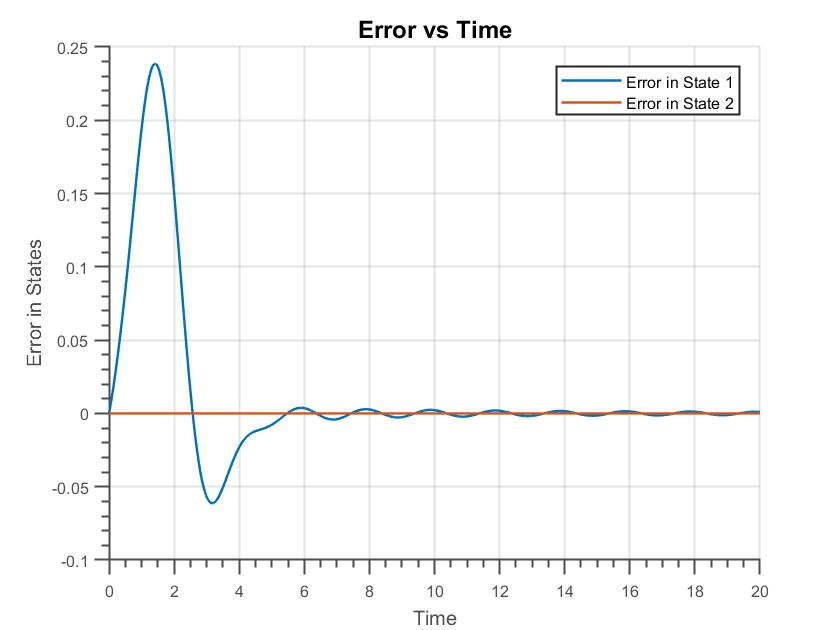 Error vs Time
Error in State 1
Error in State 2
Error in States
0.25
0.2
0.15
0.1
0.05
0
-0.05
-0.1
0 2 4 6 8 10 12 14 16 18 20
Time